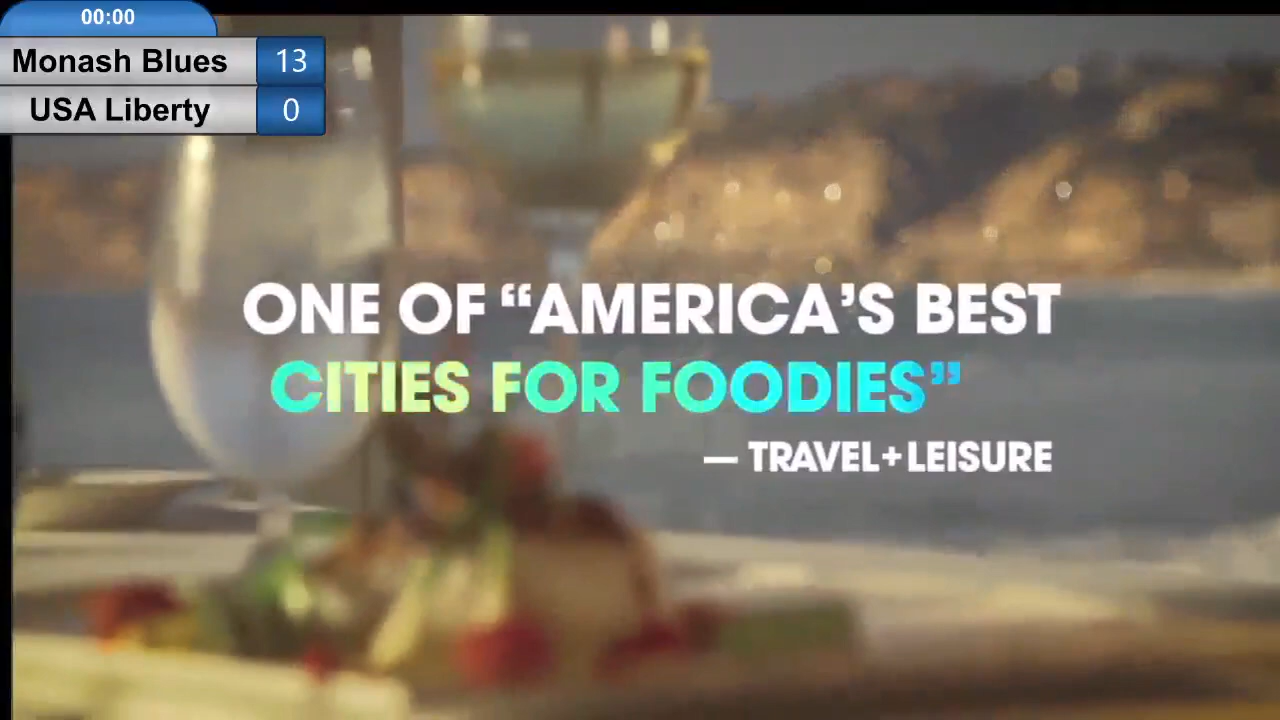 00:00
Monash Blues 13
USA Liberty 0
ONE OF “AMERICA’S BEST
CITIES FOR FOODIES”
— TRAVEL+LEISURE